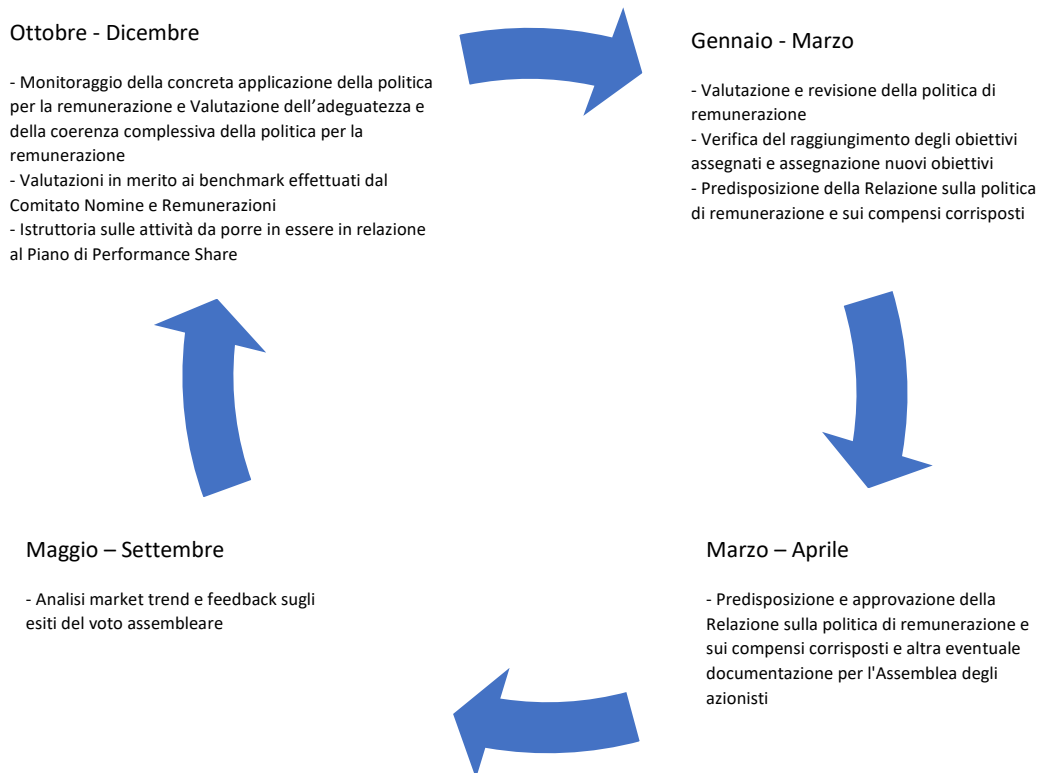 Ottobre - Dicembre
- Monitoraggio della concreta applicazione della politica
per la remunerazione e Valutazione dell’adeguatezza e
della coerenza complessiva della politica per la
remunerazione
- Valutazioni in merito ai benchmark effettuati dal
Comitato Nomine e Remunerazioni
- Istruttoria sulle attività da porre in essere in relazione
al Piano di Performance Share
Gennaio - Marzo
- Valutazione e revisione della politica di
remunerazione
- Verifica del raggiungimento degli obiettivi
assegnati e assegnazione nuovi obiettivi
- Predisposizione della Relazione sulla politica
di remunerazione e sui compensi corrisposti
Maggio – Settembre
- Analisi market trend e feedback sugli
esiti del voto assembleare
Marzo – Aprile
- Predisposizione e approvazione della
Relazione sulla politica di remunerazione e
sui compensi corrisposti e altra eventuale
documentazione per l'Assemblea degli
azionisti